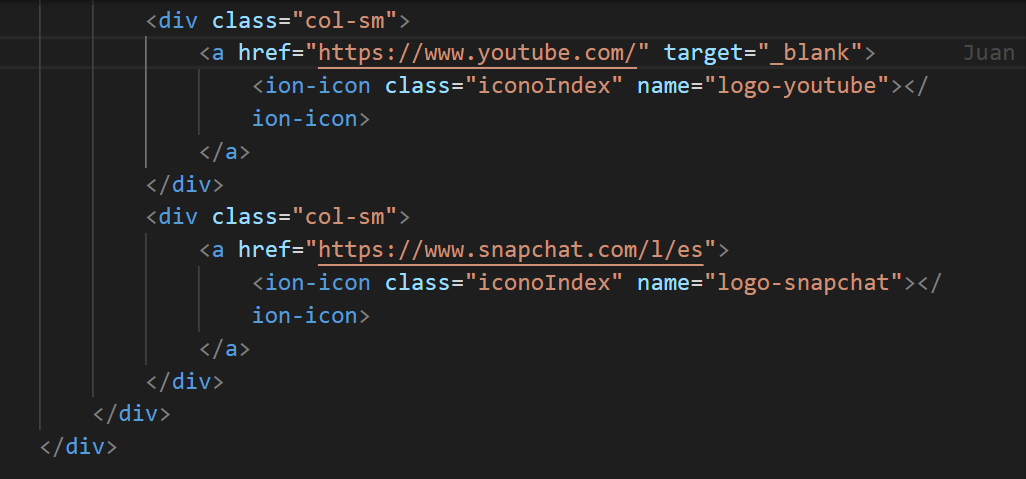 <div class="col-sm">
<a href="https://www.youtube.com/" target="_blank"> Juan
<ion-icon class="iconoIndex" name="logo-youtube"></
ion-icon>
</a>
</div>
<div class="col-sm">
<a href="https://www.snapchat.com/l/es">
<ion-icon class="iconoIndex" name="logo-snapchat"></
ion-icon>
</a>
</div>
</div>
</div>